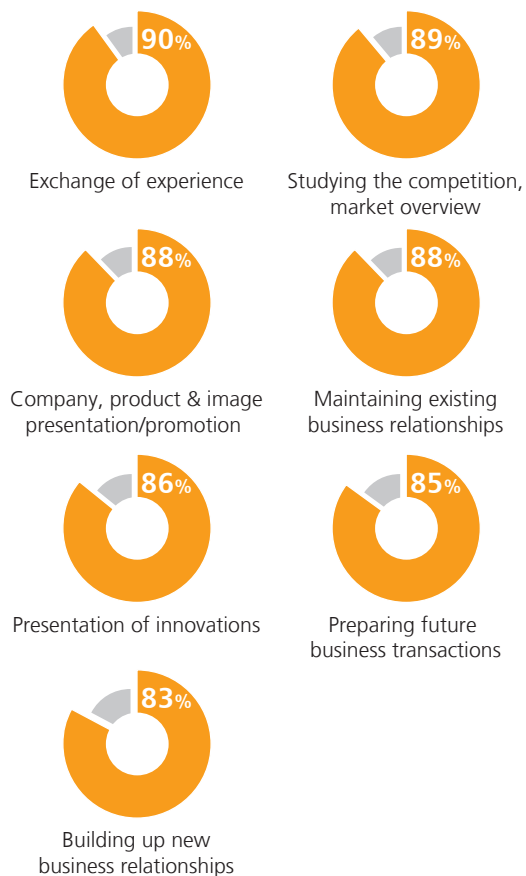 90%
Exchange of experience
89%
Studying the competition,
market overview
88%
Company, product & image
presentation/promotion
88%
Maintaining existing
business relationships
86%
Presentation of innovations
85%
Preparing future
business transactions
83%
Building up new
business relationships